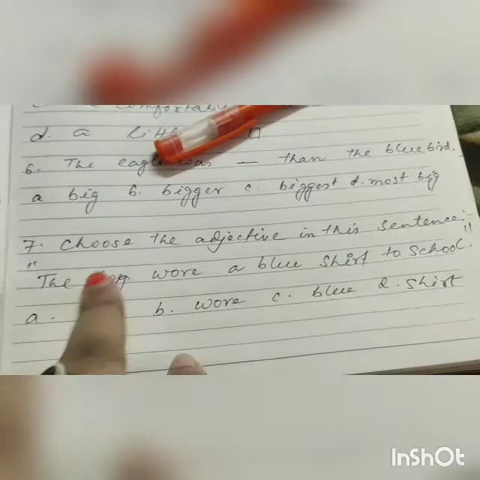 d. a
6. The eagle was — than the blue bird.
a. big b. bigger c. biggest d. most big
7. Choose the adjective in this sentence:
"The wore a blue shirt to school."
a. b. wore c. blue d. shirt
InShOt